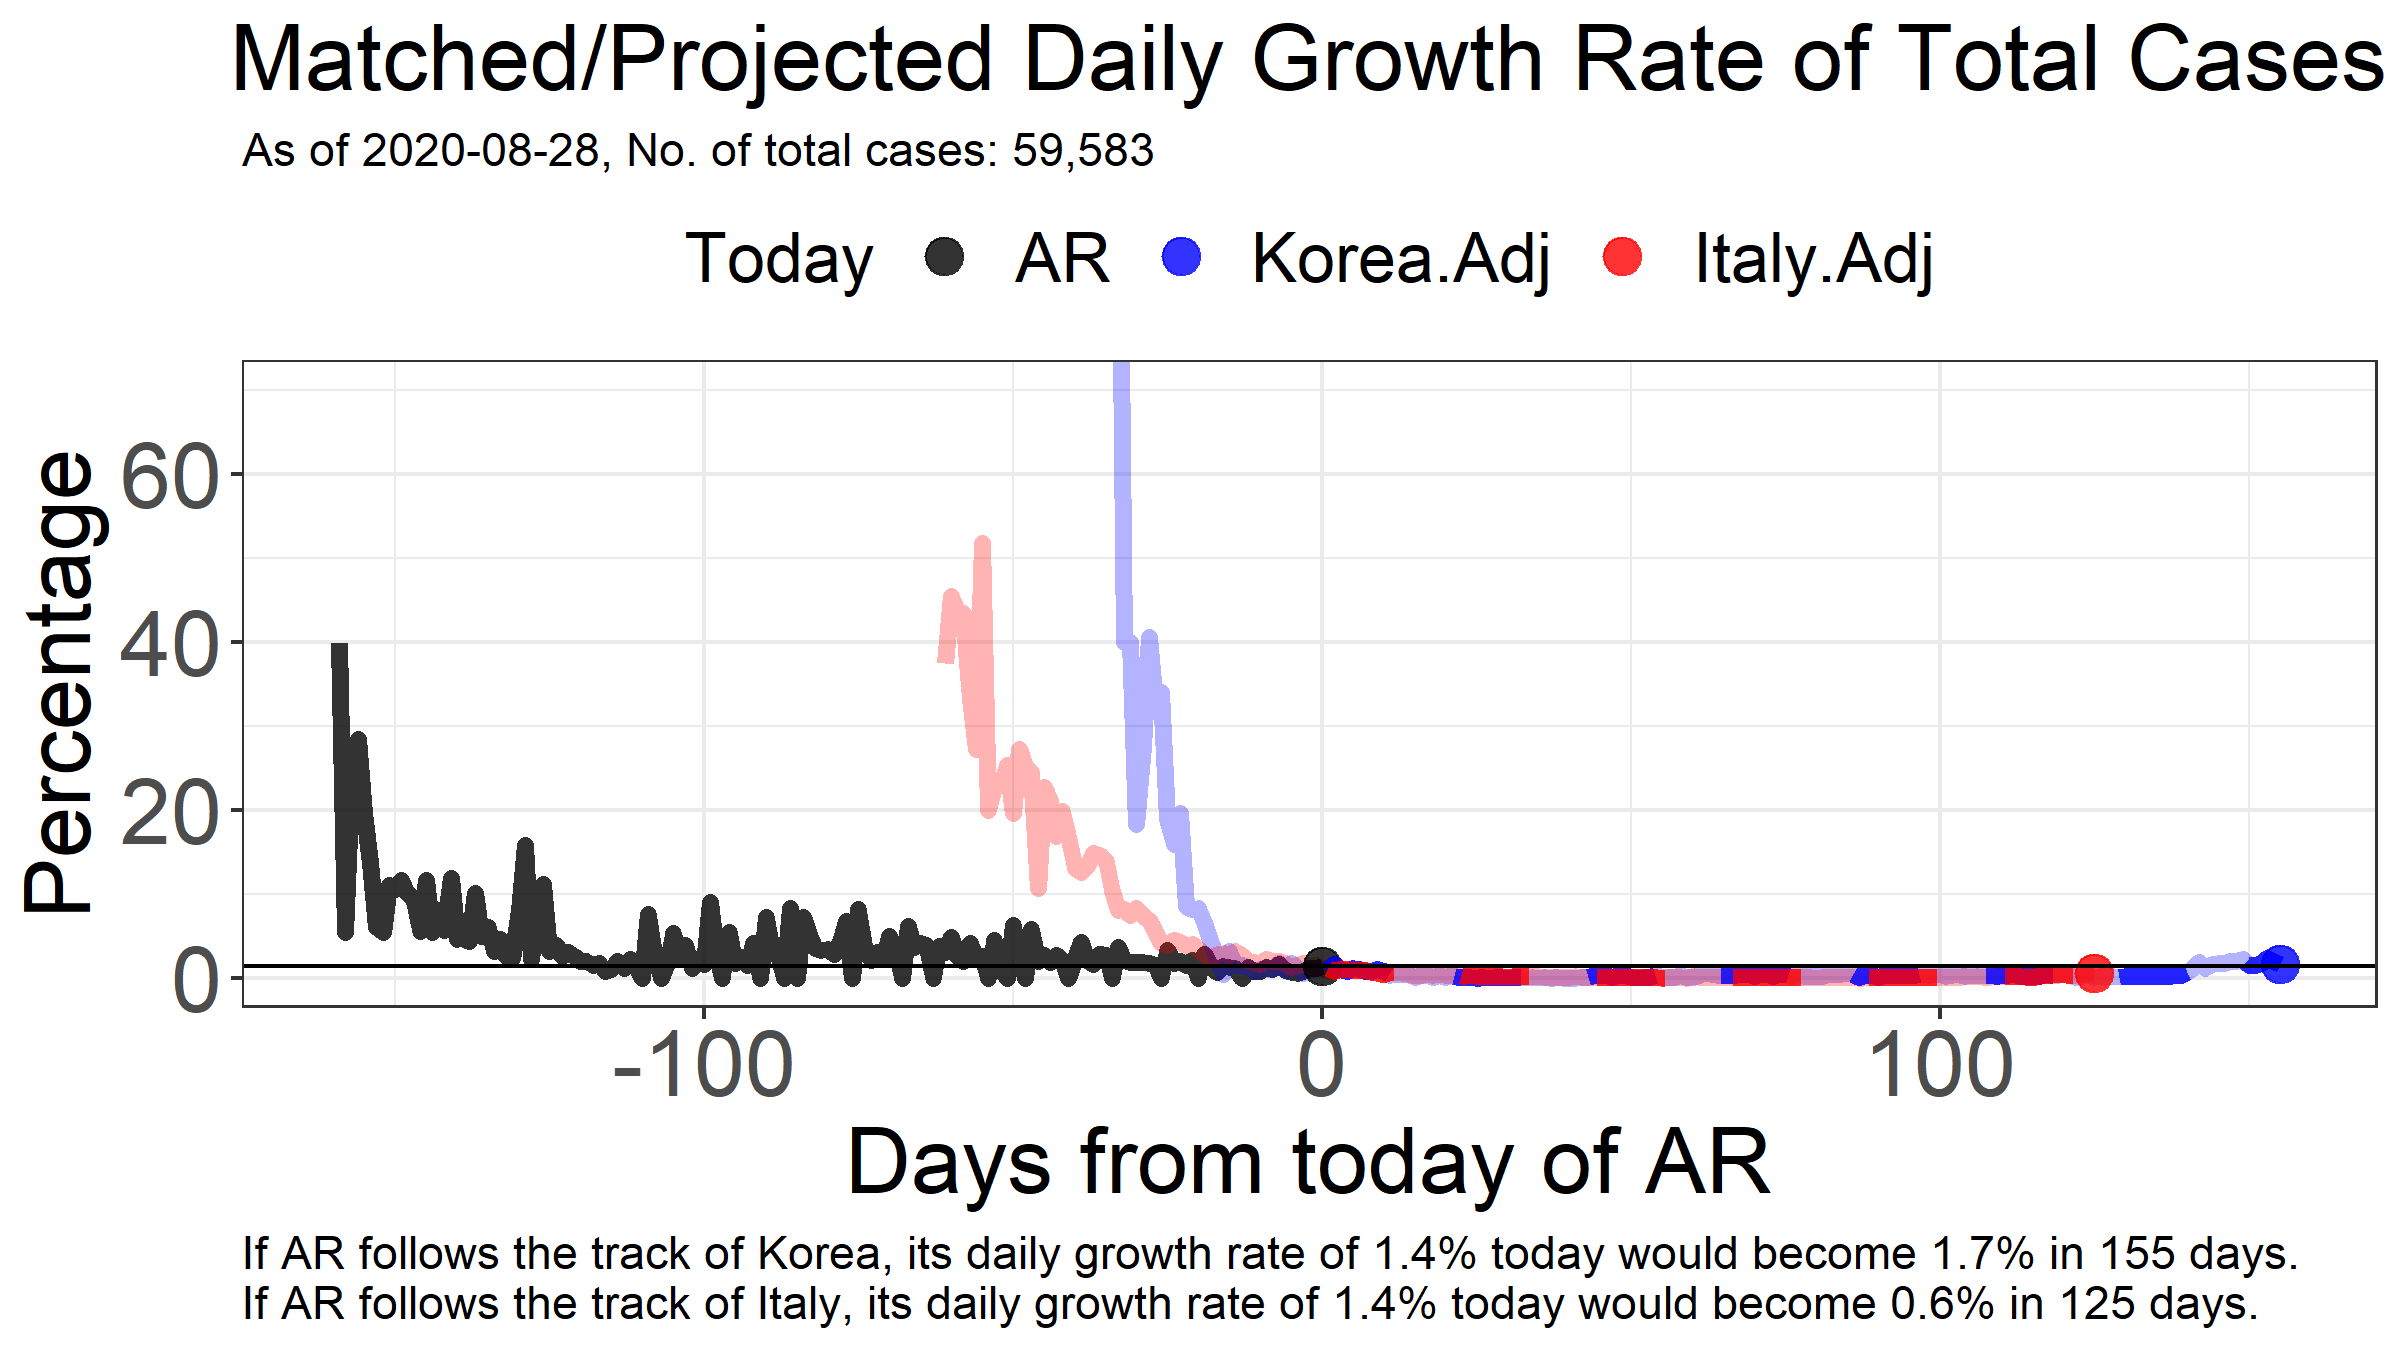 Matched/Projected Daily Growth Rate of Total Cases
As of 2020-08-28, No. of total cases: 59,583
Today AR Korea.Adj Italy.Adj
Percentage
60
40
20
0
-100 0 100
Days from today of AR
If AR follows the track of Korea, its daily growth rate of 1.4% today would become 1.7% in 155 days.
If AR follows the track of Italy, its daily growth rate of 1.4% today would become 0.6% in 125 days.